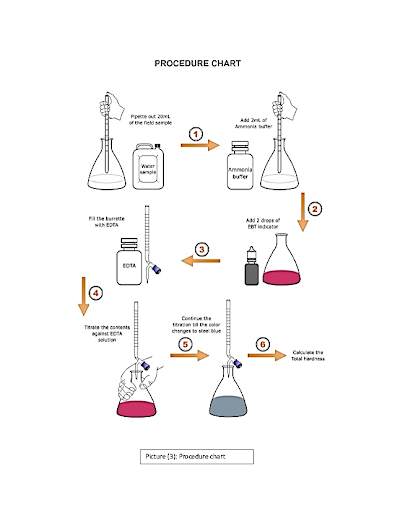 PROCEDURE CHART
Pipette out 20mL
of the field sample
Water
sample
1
Add 2mL of
Ammonia buffer
Ammonia
buffer
2
Add 2 drops of
EBT indicator
3
Fill the burrette
with EDTA
EDTA
4
Titrate the contents
against EDTA
solution
5
Continue the
titration till the color
changes to steel blue
6
Calculate the
Total hardness
Picture (3): Procedure chart